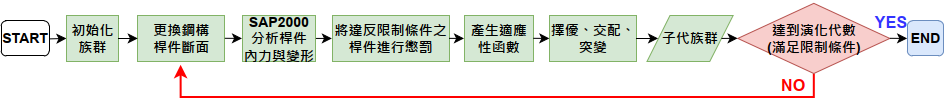 START
初始化
族群
更換鋼構
桿件斷面
SAP2000
分析桿件
內力與變形
將違反限制條件之
桿件進行懲罰
產生適應
性函數
擇優、交配、
突變
子代族群
達到演化代數
(滿足限制條件)
YES
END
NO